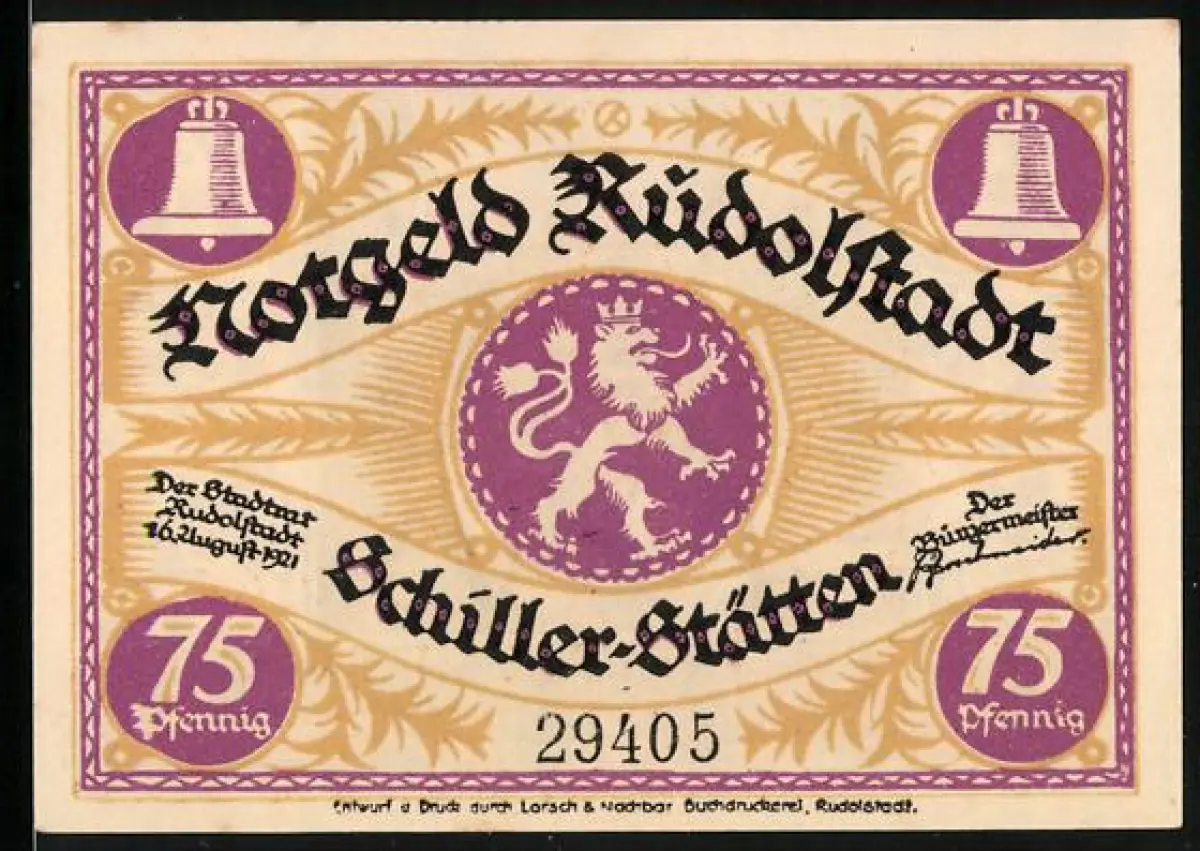 Notgeld Rudolstadt
Der Stadtrat
Rudolstadt
16. August 1921
Der
Bürgermeister
Schiller-Stätten
75
Pfennig
75
Pfennig
29405
Entwurf u Druck durch Lorsch & Nachbar Buchdruckerei, Rudolstadt.